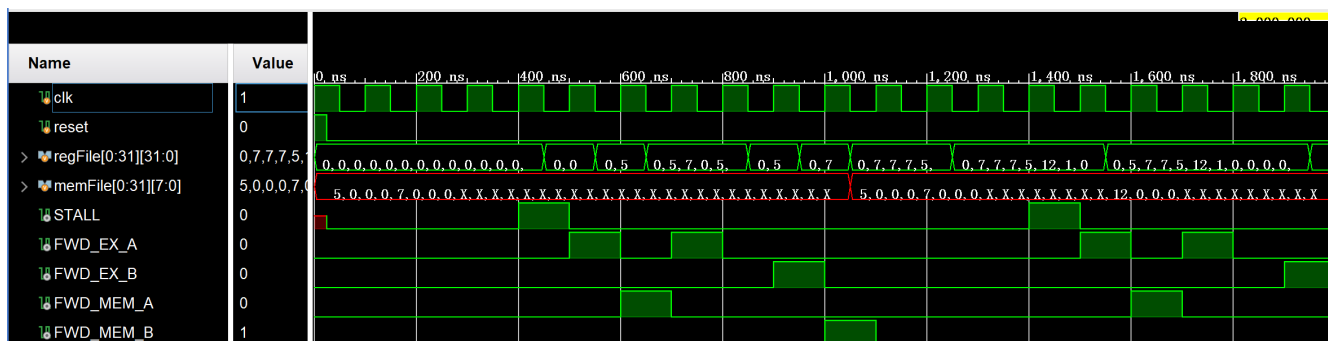 Name Value
0 ns 200 ns 400 ns 600 ns 800 ns 1,000 ns 1,200 ns 1,400 ns 1,600 ns 1,800 ns
clk 1
reset 0
regFile[0:31][31:0] 0,7,7,7,5, 0,0,0,0,0,0,0,0,0,0,0,0,0, 0,0 0,5 0,5,7,0,5, 0,5 0,7 0,7,7,7,5, 0,7,7,7,5,12,1,0 0,5,7,7,5,12,1,0,0,0,0,
memFile[0:31][7:0] 5,0,0,0,7, 5,0,0,0,7,0,0,0,X,X,X,X,X,X,X,X,X,X,X,X,X,X,X,X,X,X,X,X 5,0,0,0,7,0,0,0,X,X,X,X,X,X,X,X,12,0,0,0,X,X,X,X,X,X,X,X,X,X
STALL 0
FWD_EX_A 0
FWD_EX_B 0
FWD_MEM_A 0
FWD_MEM_B 1